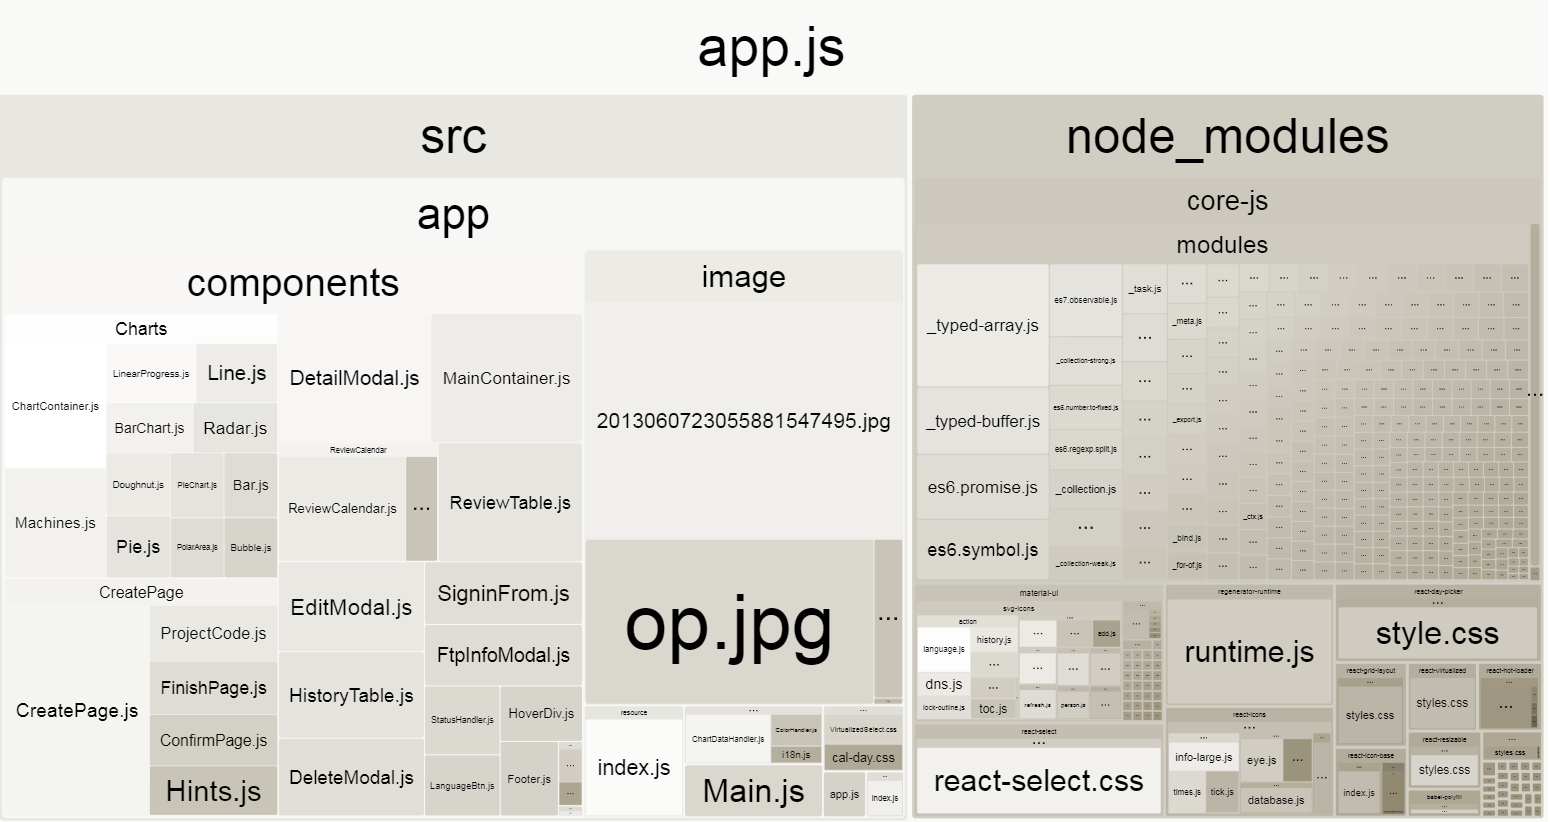 app.js
src
app
components
Charts
ChartContainer.js
LinearProgress.js
Line.js
BarChart.js
Radar.js
Machines.js
Doughnut.js
PieChart.js
Bar.js
Pie.js
PolarArea.js
Bubble.js
CreatePage
CreatePage.js
ProjectCode.js
FinishPage.js
ConfirmPage.js
Hints.js
DetailModal.js
MainContainer.js
ReviewCalendar
ReviewCalendar.js
...
ReviewTable.js
EditModal.js
SigninFrom.js
FtpInfoModal.js
HistoryTable.js
StatusHandler.js
HoverDiv.js
DeleteModal.js
LanguageBtn.js
Footer.js
image
2013060723055881547495.jpg
op.jpg
...
resource
index.js
...
ChartDataHandler.js
ColorHandler.js
i18n.js
Main.js
...
VirtualizedSelect.css
cal-day.css
app.js
...
index.js
node_modules
core-js
modules
_typed-array.js
_typed-buffer.js
es6.promise.js
es6.symbol.js
es7.observable.js
_collection-strong.js
es6.number.to-fixed.js
es6.regexp.split.js
_collection.js
...
_collection-weak.js
_task.js
...
_meta.js
_export.js
_bind.js
_for-of.js
_ctx.js
...
material-ui
svg-icons
action
language.js
history.js
...
dns.js
...
lock-outline.js
toc.js
...
add.js
refresh.js
person.js
...
react-select
...
react-select.css
regenerator-runtime
runtime.js
react-icons
...
info-large.js
eye.js
...
times.js
tick.js
database.js
react-day-picker
...
style.css
react-grid-layout
...
styles.css
react-virtualized
...
styles.css
react-hot-loader
...
react-icon-base
...
index.js
react-resizable
...
styles.css
babel-polyfill
...
styles.css